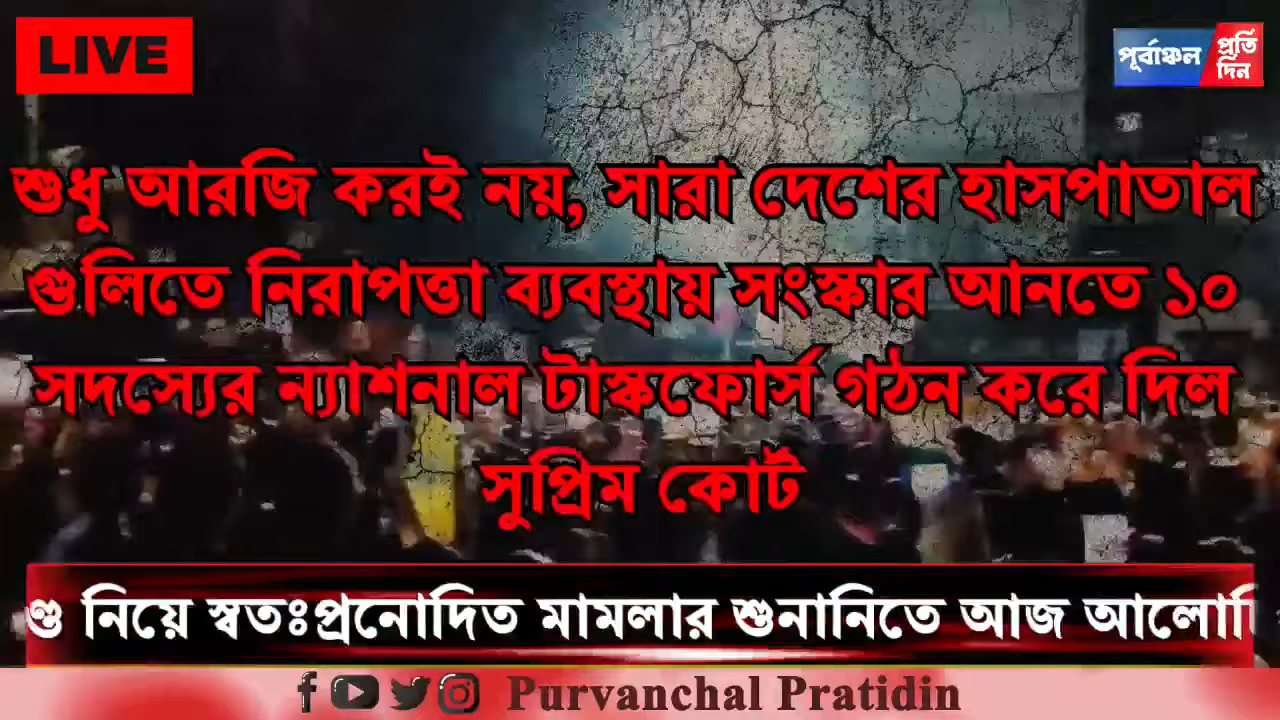 LIVE
পূর্বাঞ্চল
প্রতি
দিন
শুধু আরজি করই নয়, সারা দেশের হাসপাতাল
গুলিতে নিরাপত্তা ব্যবস্থায় সংস্কার আনতে ১০
সদস্যের ন্যাশনাল টাস্কফোর্স গঠন করে দিল
সুপ্রিম কোর্ট
নিয়ে স্বতঃপ্রনোদিত মামলার শুনানিতে আজ
Purvanchal Pratidin